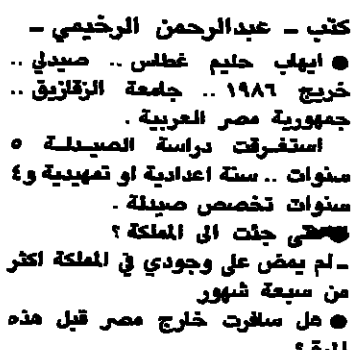 كتب - عبدالرحمن الرخيمي -
● ايهاب حليم غطاس .. صيدلي ..
خريج ١٩٨٦ .. جامعة الزقازيق ..
جمهورية مصر العربية .
استغرقت دراسة الصيدلة ٥
سنوات .. سنة اعدادية او تمهيدية و٤
سنوات تخصص صيدلة .
● متى جئت الى المملكة ؟
- لم يمض على وجودي في المملكة اكثر
من سبعة شهور
● هل سافرت خارج مصر قبل هذه
المرة ؟